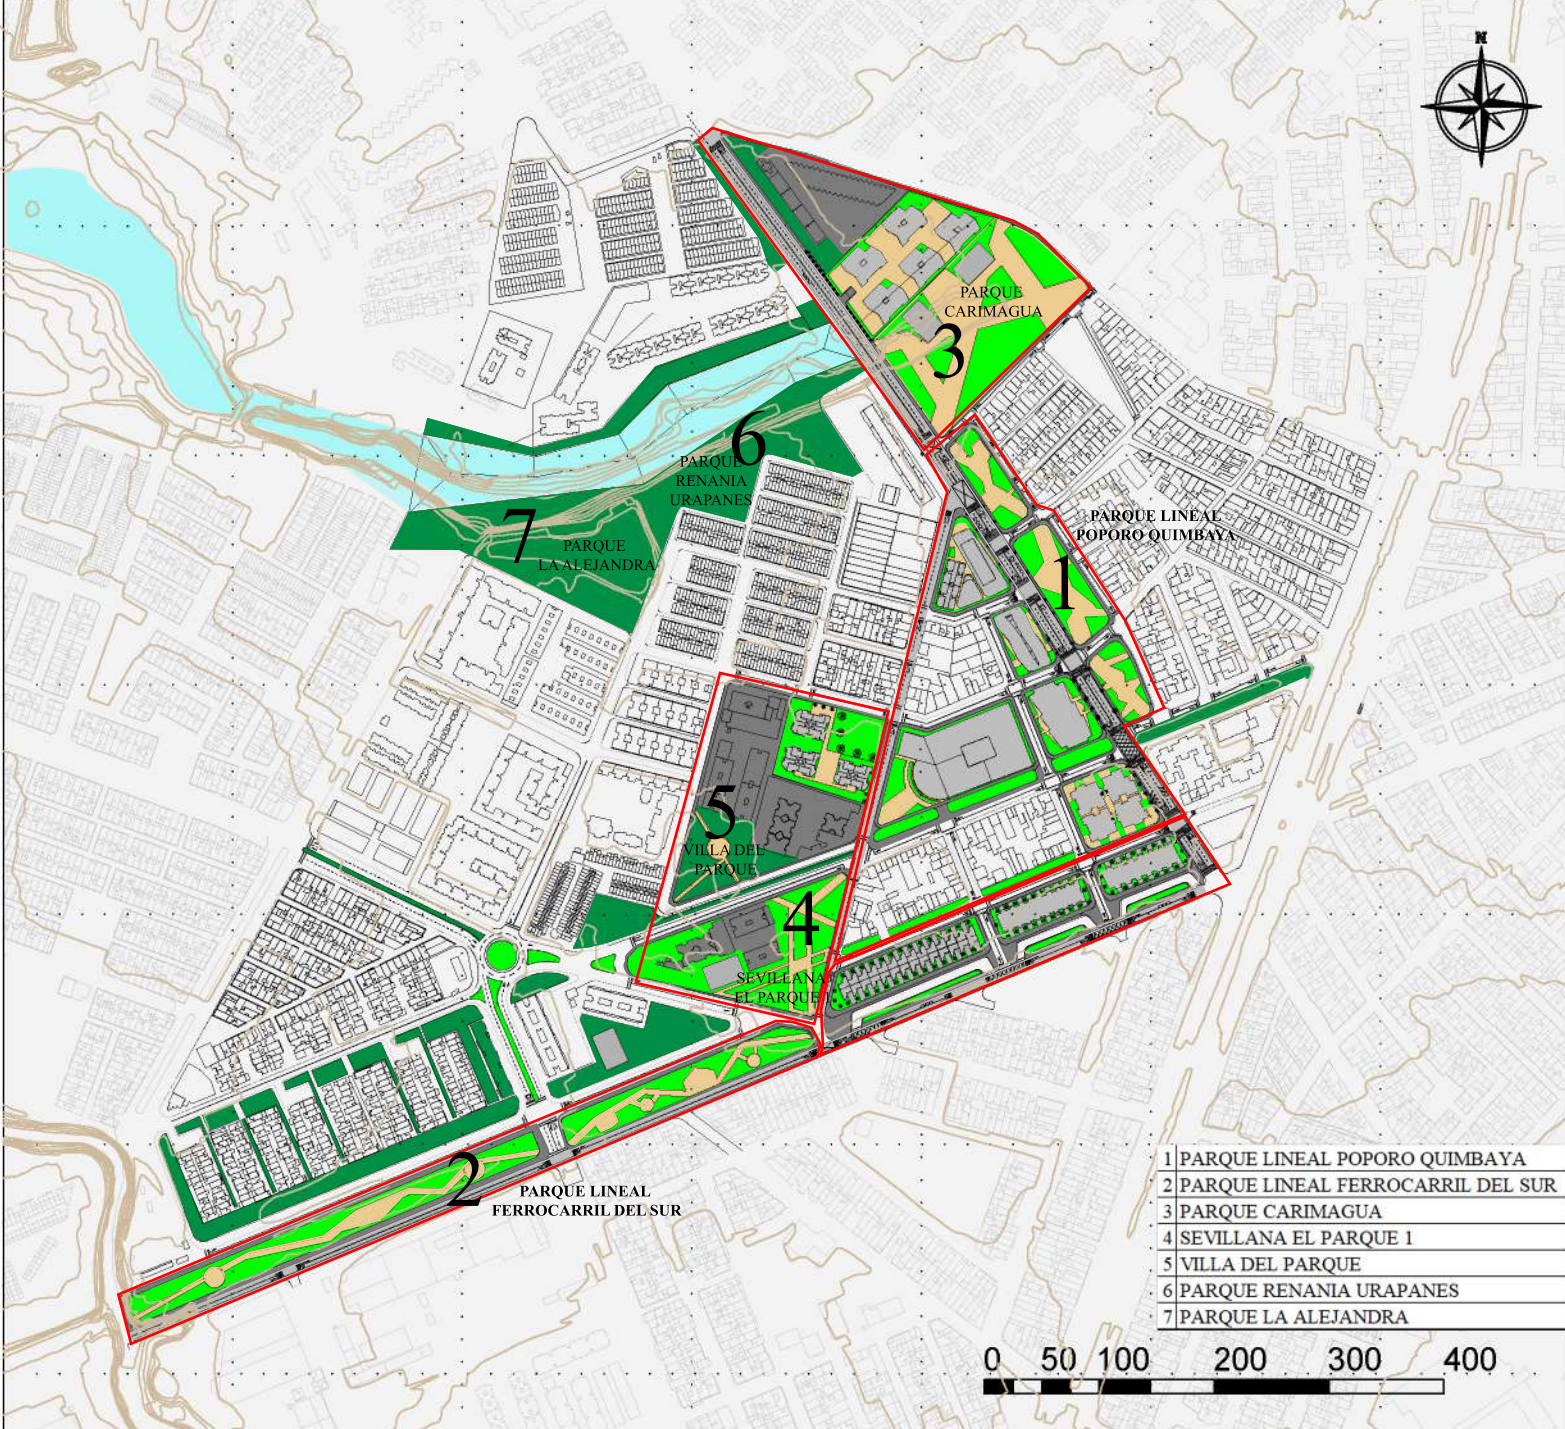 N
PARQUE
CARIMAGUA
3
6
PARQUE
RENANIA
URAPANES
7
PARQUE
LA ALEJANDRA
PARQUE LINEAL
POPORO QUIMBAYA
1
5
VILLA DEL
PARQUE
4
SEVILLANA
EL PARQUE 1
2
PARQUE LINEAL
FERROCARRIL DEL SUR
1 PARQUE LINEAL POPORO QUIMBAYA
2 PARQUE LINEAL FERROCARRIL DEL SUR
3 PARQUE CARIMAGUA
4 SEVILLANA EL PARQUE 1
5 VILLA DEL PARQUE
6 PARQUE RENANIA URAPANES
7 PARQUE LA ALEJANDRA
0 50 100 200 300 400